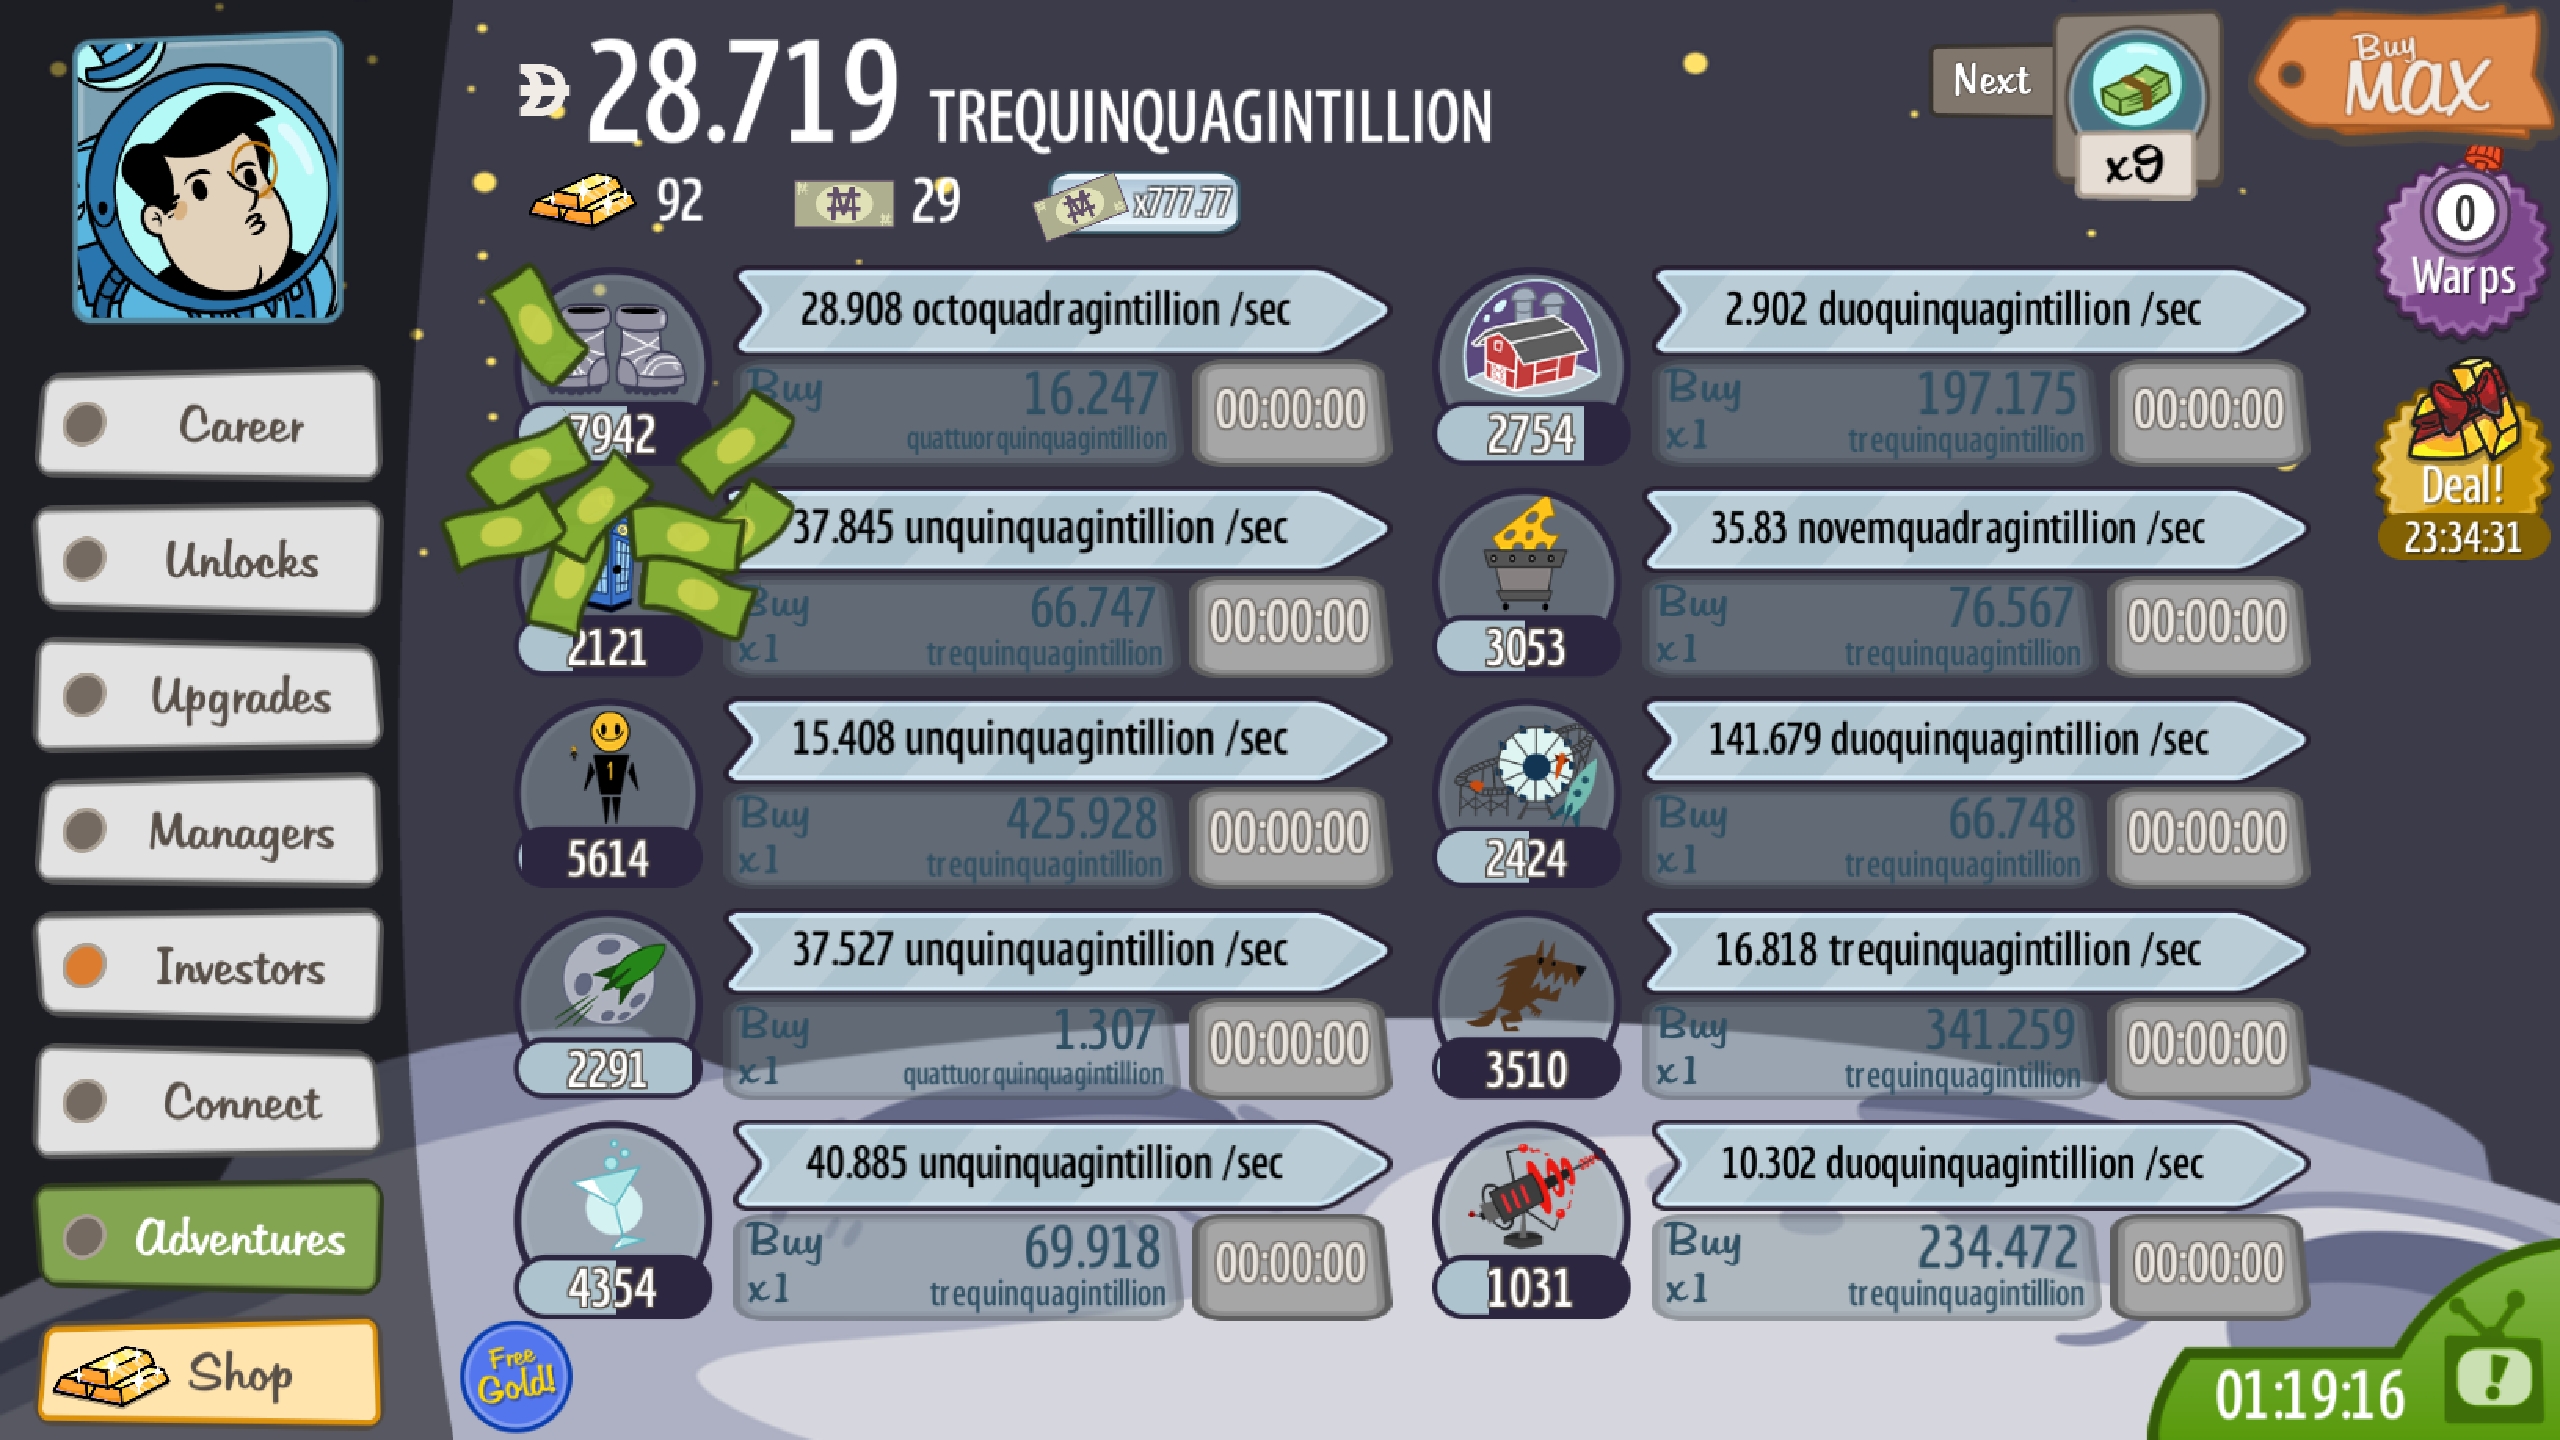 28.719 TREQUINQUAGINTILLION
Next
x9
Buy
MAX
92
29
x777.77
0
Warps
Deal!
23:34:31
Career
Unlocks
Upgrades
Managers
Investors
Connect
Adventures
Shop
28.908 octoquadragintillion /sec
Buy
16.247
quattuorquinquagintillion
00:00:00
7942
2.902 duoquinquagintillion /sec
Buy
x1
197.175
trequinquagintillion
00:00:00
2754
37.845 unquinquagintillion /sec
Buy
x1
66.747
trequinquagintillion
00:00:00
2121
35.83 novemquadragintillion /sec
Buy
x1
76.567
trequinquagintillion
00:00:00
3053
15.408 unquinquagintillion /sec
Buy
x1
425.928
trequinquagintillion
00:00:00
1
5614
141.679 duoquinquagintillion /sec
Buy
x1
66.748
trequinquagintillion
00:00:00
2424
37.527 unquinquagintillion /sec
Buy
x1
1.307
quattuorquinquagintillion
00:00:00
2291
16.818 trequinquagintillion /sec
Buy
x1
341.259
trequinquagintillion
00:00:00
3510
40.885 unquinquagintillion /sec
Buy
x1
69.918
trequinquagintillion
00:00:00
4354
10.302 duoquinquagintillion /sec
Buy
x1
234.472
trequinquagintillion
00:00:00
1031
Free
Gold!
01:19:16
!